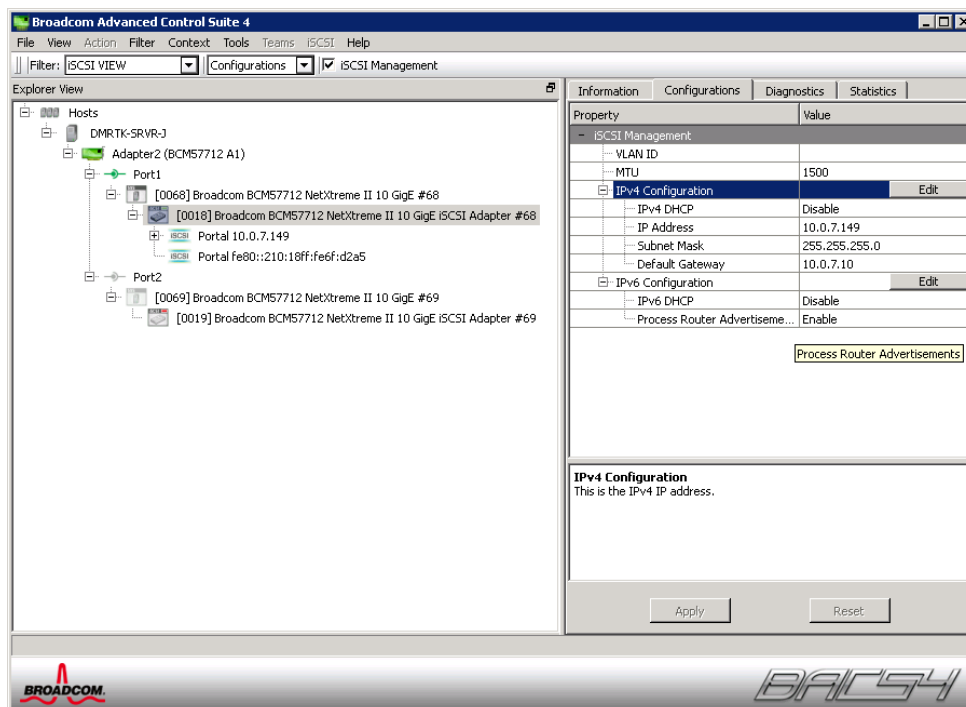 Broadcom Advanced Control Suite 4
File View Action Filter Context Tools Teams iSCSI Help
Filter: iSCSI VIEW Configurations iSCSI Management
Explorer View
Hosts
DMRTK-SRVR-J
Adapter2 (BCM57712 A1)
Port1
[0068] Broadcom BCM57712 NetXtreme II 10 GigE #68
[0018] Broadcom BCM57712 NetXtreme II 10 GigE iSCSI Adapter #68
iSCSI Portal 10.0.7.149
iSCSI Portal fe80::210:18ff:fe6f:d2a5
Port2
[0069] Broadcom BCM57712 NetXtreme II 10 GigE #69
[0019] Broadcom BCM57712 NetXtreme II 10 GigE iSCSI Adapter #69
Information Configurations Diagnostics Statistics
Property Value
iSCSI Management
VLAN ID
MTU 1500
IPv4 Configuration Edit
IPv4 DHCP Disable
IP Address 10.0.7.149
Subnet Mask 255.255.255.0
Default Gateway 10.0.7.10
IPv6 Configuration Edit
IPv6 DHCP Disable
Process Router Advertiseme... Enable
Process Router Advertisements
IPv4 Configuration
This is the IPv4 IP address.
Apply Reset
BROADCOM.
BACS4